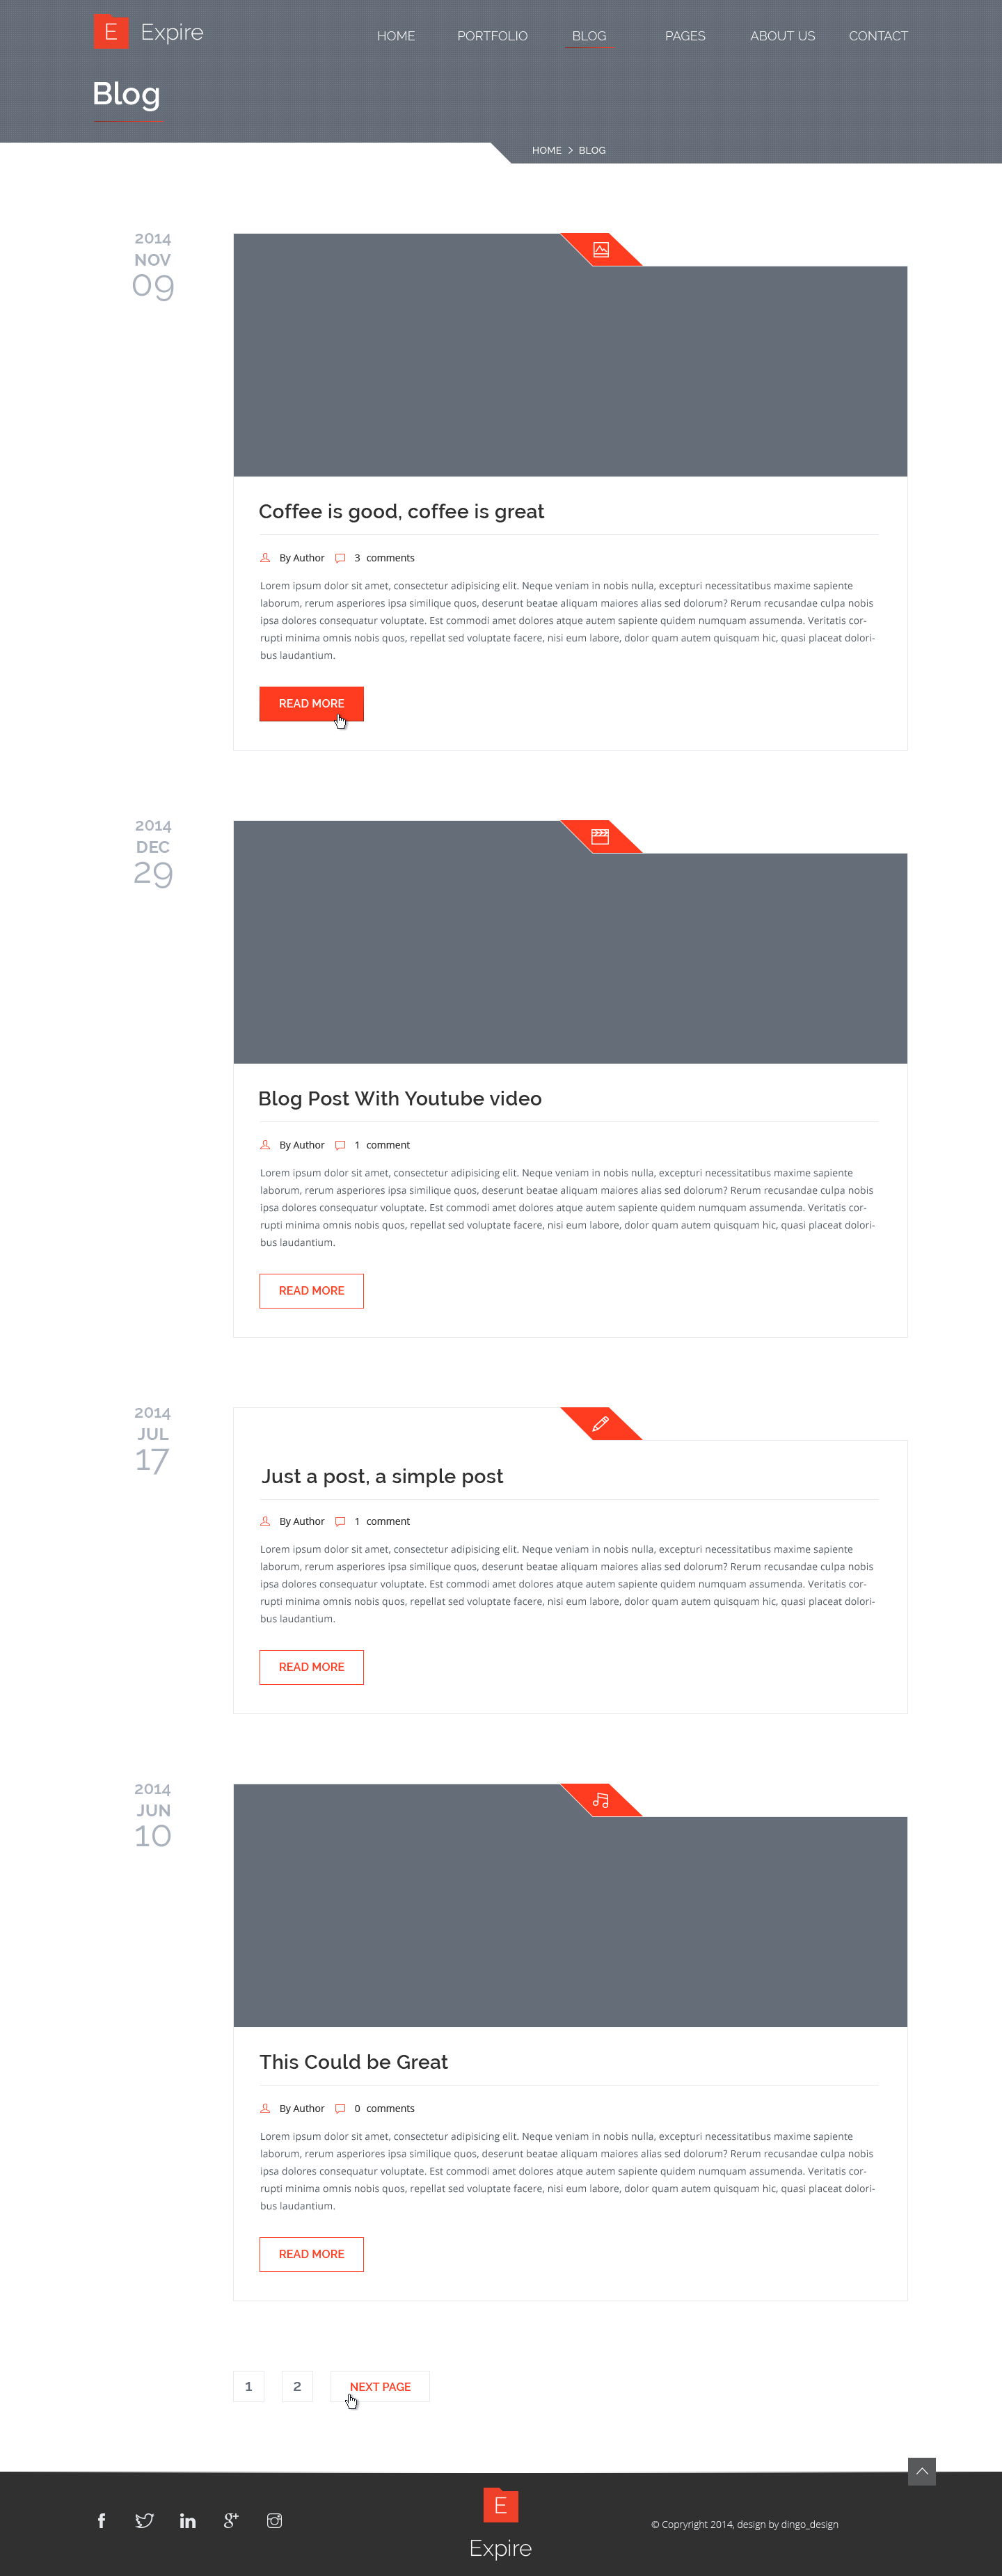 E Expire
HOME PORTFOLIO BLOG PAGES ABOUT US CONTACT
Blog
HOME > BLOG
2014
NOV
09
Coffee is good, coffee is great
By Author 3 comments
Lorem ipsum dolor sit amet, consectetur adipisicing elit. Neque veniam in nobis nulla, excepturi necessitatibus maxime sapiente
laborum, rerum asperiores ipsa similique quos, deserunt beatae aliquam maiores alias sed dolorum? Rerum recusandae culpa nobis
ipsa dolores consequatur voluptate. Est commodi amet dolores atque autem sapiente quidem numquam assumenda. Veritatis cor-
rupti minima omnis nobis quos, repellat sed voluptate facere, nisi eum labore, dolor quam autem quisquam hic, quasi placeat dolori-
bus laudantium.
READ MORE
2014
DEC
29
Blog Post With Youtube video
By Author 1 comment
Lorem ipsum dolor sit amet, consectetur adipisicing elit. Neque veniam in nobis nulla, excepturi necessitatibus maxime sapiente
laborum, rerum asperiores ipsa similique quos, deserunt beatae aliquam maiores alias sed dolorum? Rerum recusandae culpa nobis
ipsa dolores consequatur voluptate. Est commodi amet dolores atque autem sapiente quidem numquam assumenda. Veritatis cor-
rupti minima omnis nobis quos, repellat sed voluptate facere, nisi eum labore, dolor quam autem quisquam hic, quasi placeat dolori-
bus laudantium.
READ MORE
2014
JUL
17
Just a post, a simple post
By Author 1 comment
Lorem ipsum dolor sit amet, consectetur adipisicing elit. Neque veniam in nobis nulla, excepturi necessitatibus maxime sapiente
laborum, rerum asperiores ipsa similique quos, deserunt beatae aliquam maiores alias sed dolorum? Rerum recusandae culpa nobis
ipsa dolores consequatur voluptate. Est commodi amet dolores atque autem sapiente quidem numquam assumenda. Veritatis cor-
rupti minima omnis nobis quos, repellat sed voluptate facere, nisi eum labore, dolor quam autem quisquam hic, quasi placeat dolori-
bus laudantium.
READ MORE
2014
JUN
10
This Could be Great
By Author 0 comments
Lorem ipsum dolor sit amet, consectetur adipisicing elit. Neque veniam in nobis nulla, excepturi necessitatibus maxime sapiente
laborum, rerum asperiores ipsa similique quos, deserunt beatae aliquam maiores alias sed dolorum? Rerum recusandae culpa nobis
ipsa dolores consequatur voluptate. Est commodi amet dolores atque autem sapiente quidem numquam assumenda. Veritatis cor-
rupti minima omnis nobis quos, repellat sed voluptate facere, nisi eum labore, dolor quam autem quisquam hic, quasi placeat dolori-
bus laudantium.
READ MORE
1 2 NEXT PAGE
E
Expire
© Copryright 2014, design by dingo_design